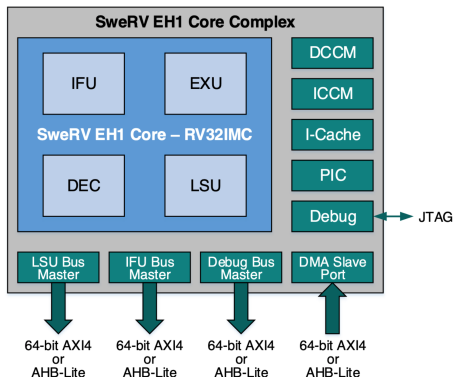 SweRV EH1 Core Complex
IFU
EXU
SweRV EH1 Core – RV32IMC
DEC
LSU
DCCM
ICCM
I-Cache
PIC
Debug
JTAG
LSU Bus
Master
IFU Bus
Master
Debug Bus
Master
DMA Slave
Port
64-bit AXI4
or
AHB-Lite
64-bit AXI4
or
AHB-Lite
64-bit AXI4
or
AHB-Lite
64-bit AXI4
or
AHB-Lite